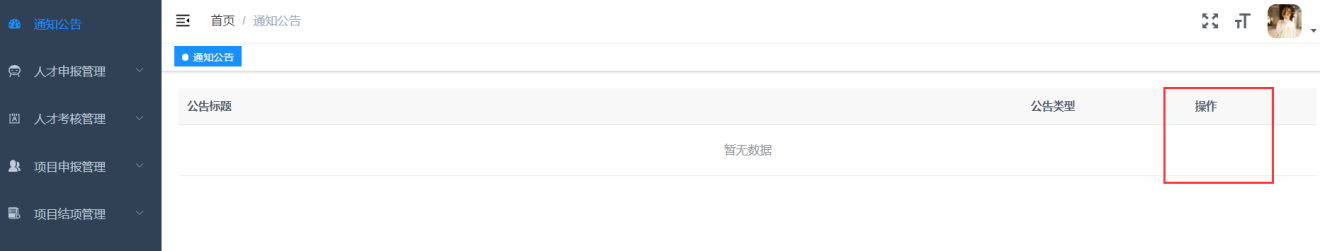 通知公告
人才申报管理
人才考核管理
项目申报管理
项目结项管理
首页 / 通知公告
通知公告
公告标题 公告类型 操作
暂无数据